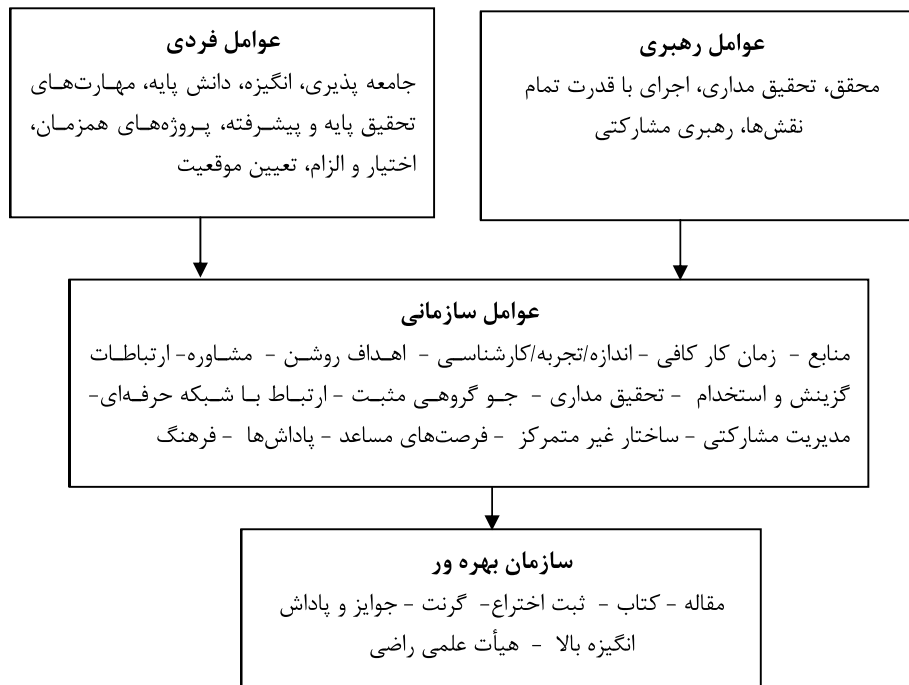 عوامل رهبری
محقق، تحقیق مداری، اجرای با قدرت تمام
نقش‌ها، رهبری مشارکتی
عوامل فردی
جامعه پذیری، انگیزه، دانش پایه، مهارت‌های
تحقیق پایه و پیشرفته، پروژه‌های همزمان،
اختیار و الزام، تعیین موقعیت
عوامل سازمانی
منابع - زمان کار کافی - اندازه/تجربه/کارشناسی - اهداف روشن - مشاوره- ارتباطات
گزینش و استخدام - تحقیق مداری - جو گروهی مثبت - ارتباط با شبکه حرفه‌ای-
مدیریت مشارکتی - ساختار غیر متمرکز - فرصت‌های مساعد - پاداش‌ها - فرهنگ
سازمان بهره ور
مقاله - کتاب - ثبت اختراع- گرنت - جوایز و پاداش
انگیزه بالا - هیأت علمی راضی